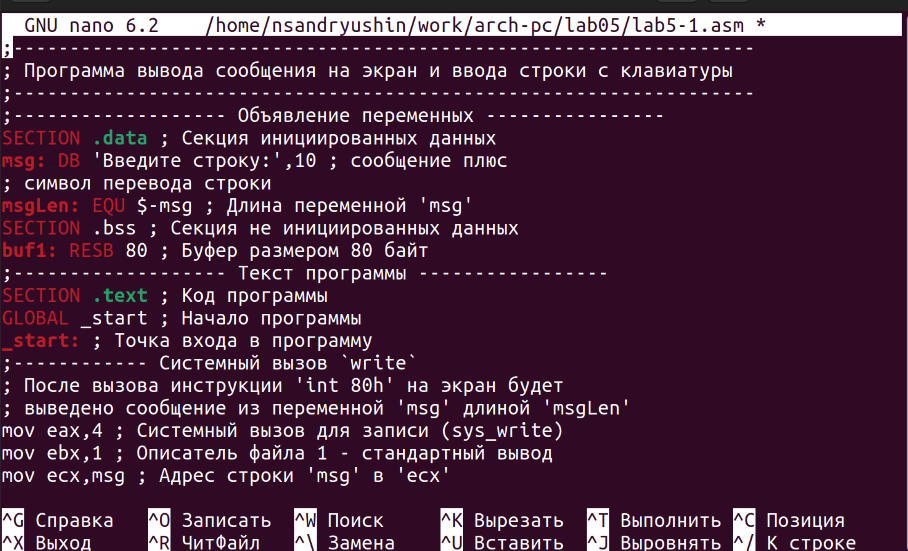 GNU nano 6.2 /home/nsandryushin/work/arch-pc/lab05/lab5-1.asm *
;------------------------------------------------------------------
; Программа вывода сообщения на экран и ввода строки с клавиатуры
;------------------------------------------------------------------
;------------------- Объявление переменных ----------------
SECTION .data ; Секция инициированных данных
msg: DB 'Введите строку:',10 ; сообщение плюс
; символ перевода строки
msgLen: EQU $-msg ; Длина переменной 'msg'
SECTION .bss ; Секция не инициированных данных
buf1: RESB 80 ; Буфер размером 80 байт
;------------------- Текст программы -----------------
SECTION .text ; Код программы
GLOBAL _start ; Начало программы
_start: ; Точка входа в программу
;------------ Системный вызов `write`
; После вызова инструкции 'int 80h' на экран будет
; выведено сообщение из переменной 'msg' длиной 'msgLen'
mov eax,4 ; Системный вызов для записи (sys_write)
mov ebx,1 ; Описатель файла 1 - стандартный вывод
mov ecx,msg ; Адрес строки 'msg' в 'ecx'
^G Справка ^O Записать ^W Поиск ^K Вырезать ^T Выполнить ^C Позиция
^X Выход ^R ЧитФайл ^\ Замена ^U Вставить ^J Выровнять ^/ К строке